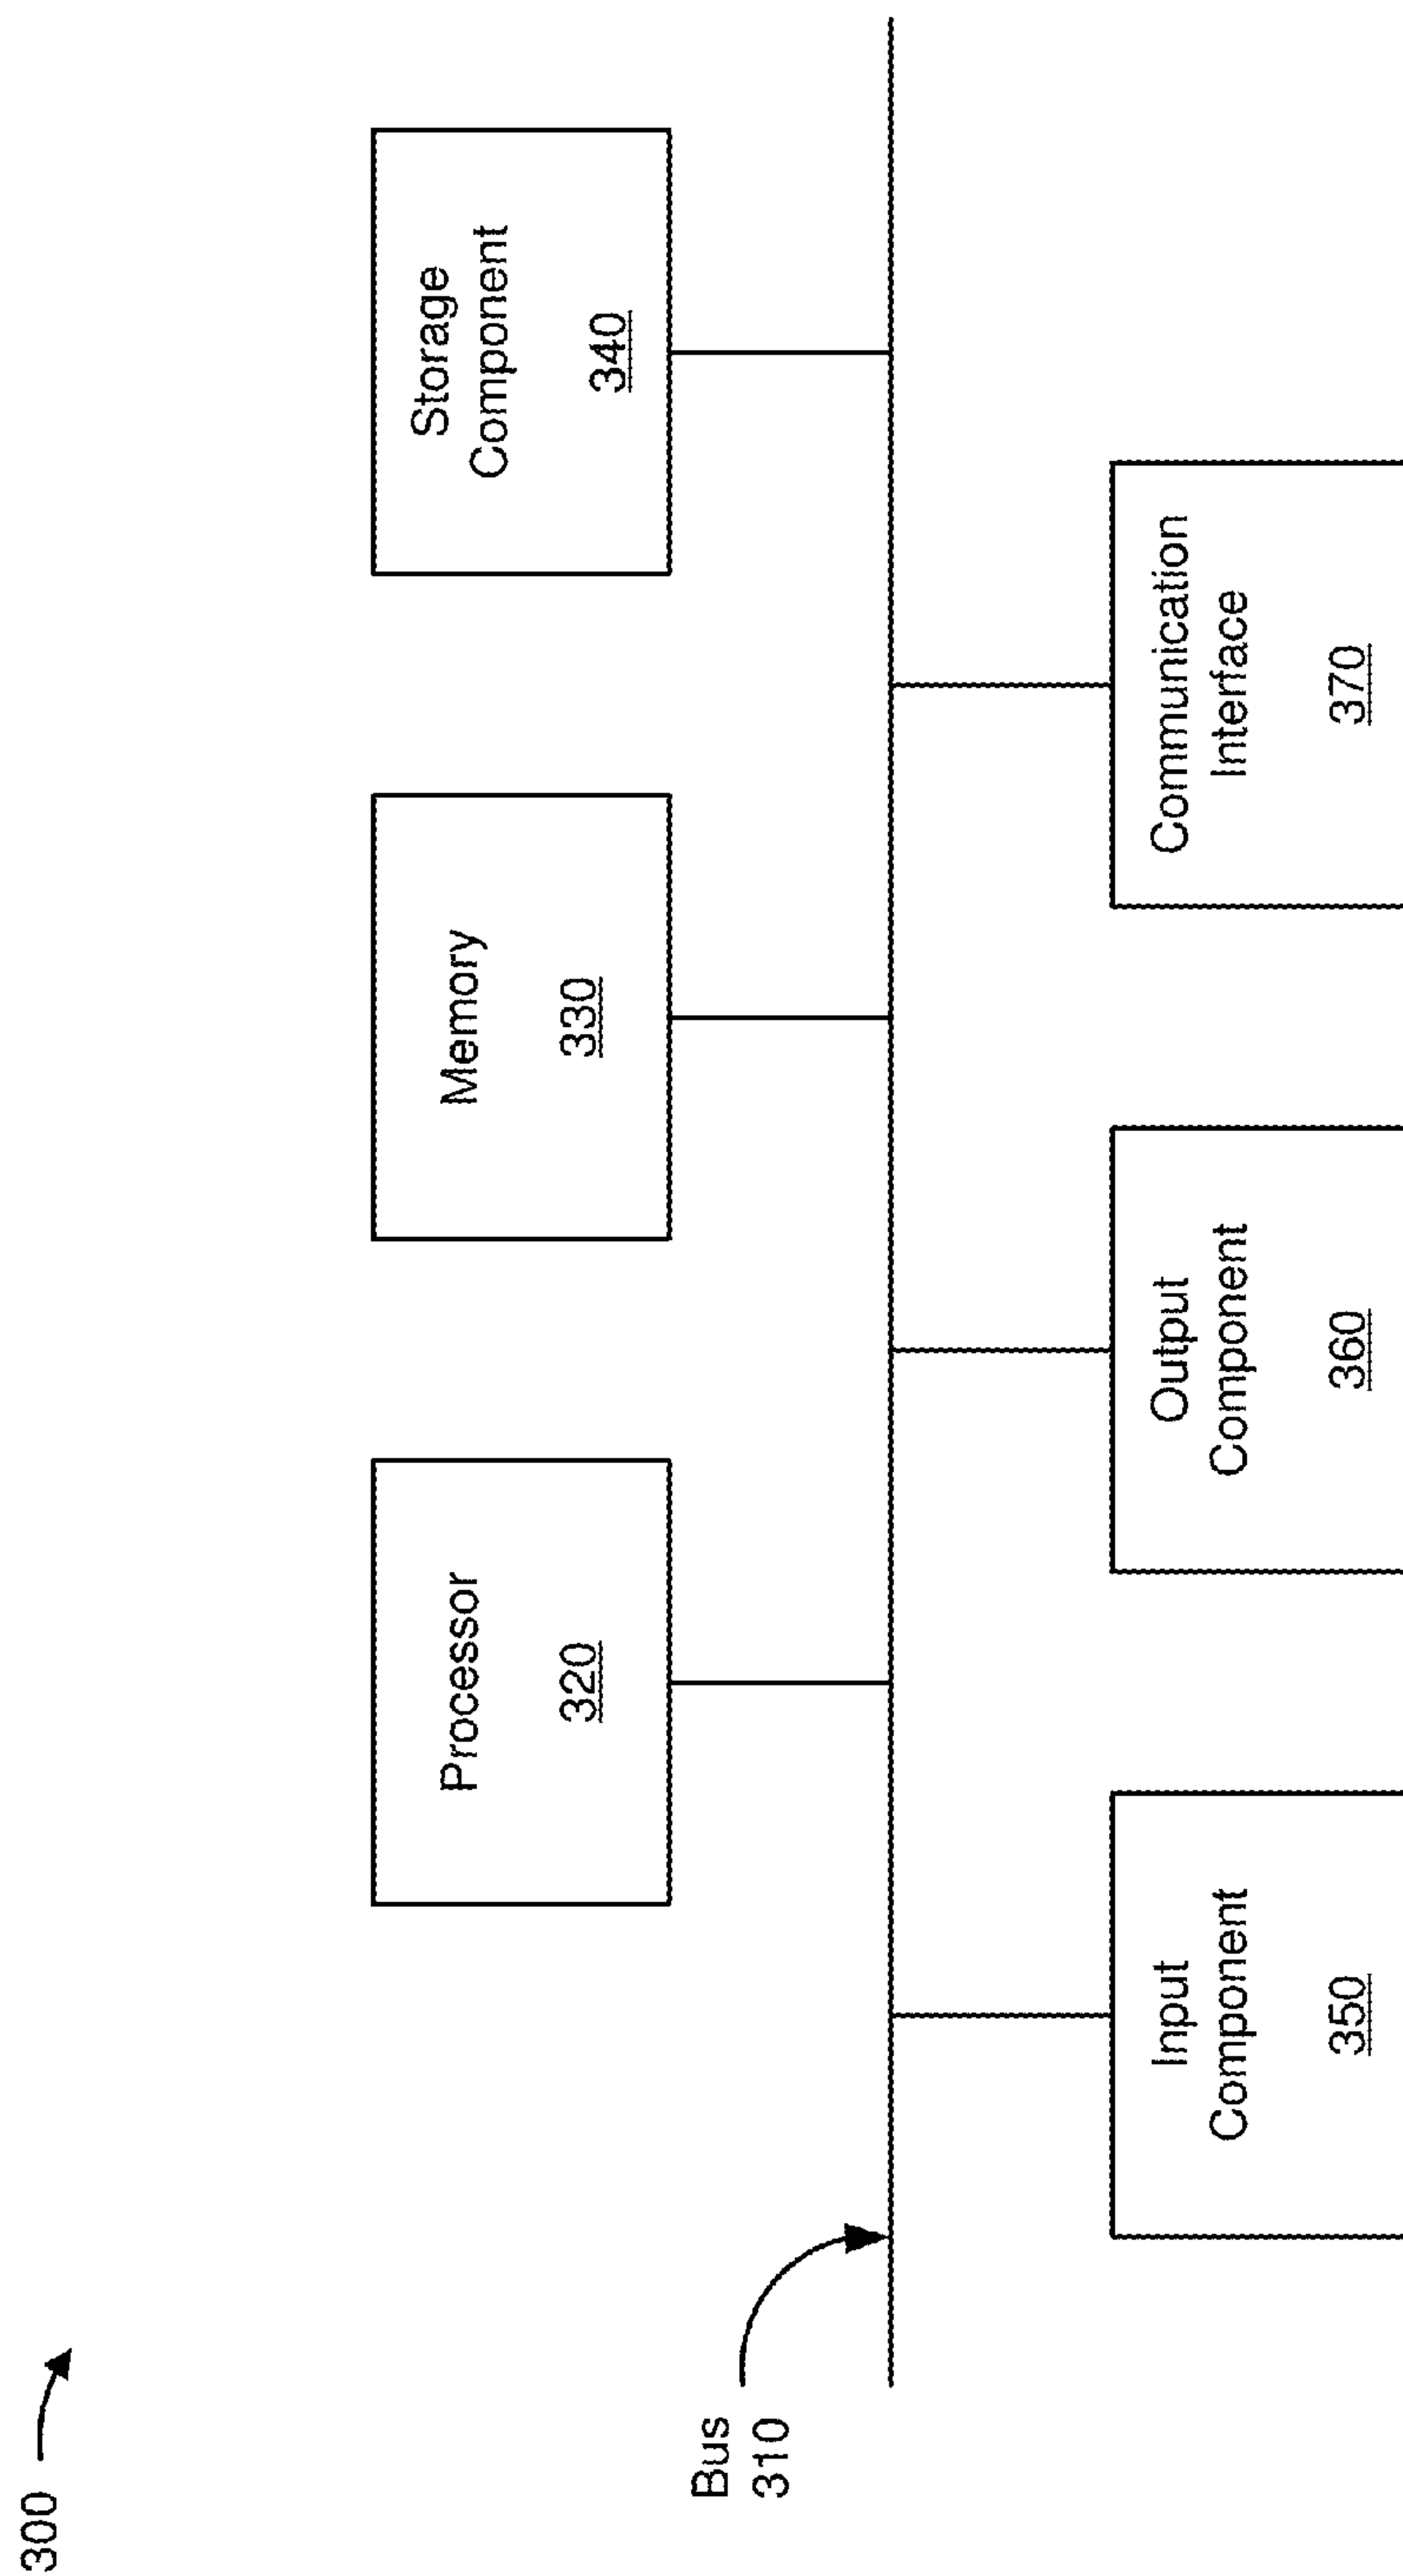 300
Processor
320
Memory
330
Storage
Component
340
Bus
310
Input
Component
350
Output
Component
360
Communication
Interface
370